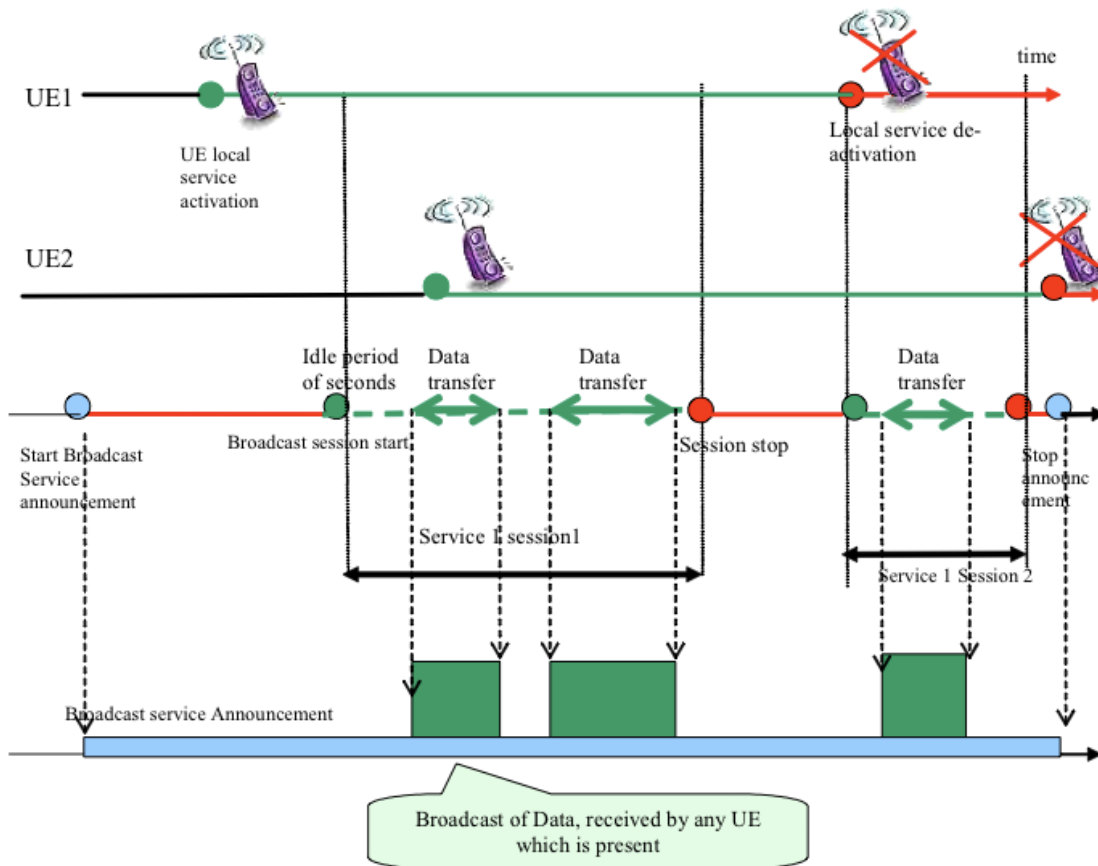 time
UE1
UE local
service
activation
Local service de-
activation
UE2
Idle period
of seconds
Data
transfer
Data
transfer
Data
transfer
Start Broadcast
Service
announcement
Broadcast session start
Session stop
Stop
announc
ement
Service 1 session1
Service 1 Session 2
Broadcast service Announcement
Broadcast of Data, received by any UE
which is present